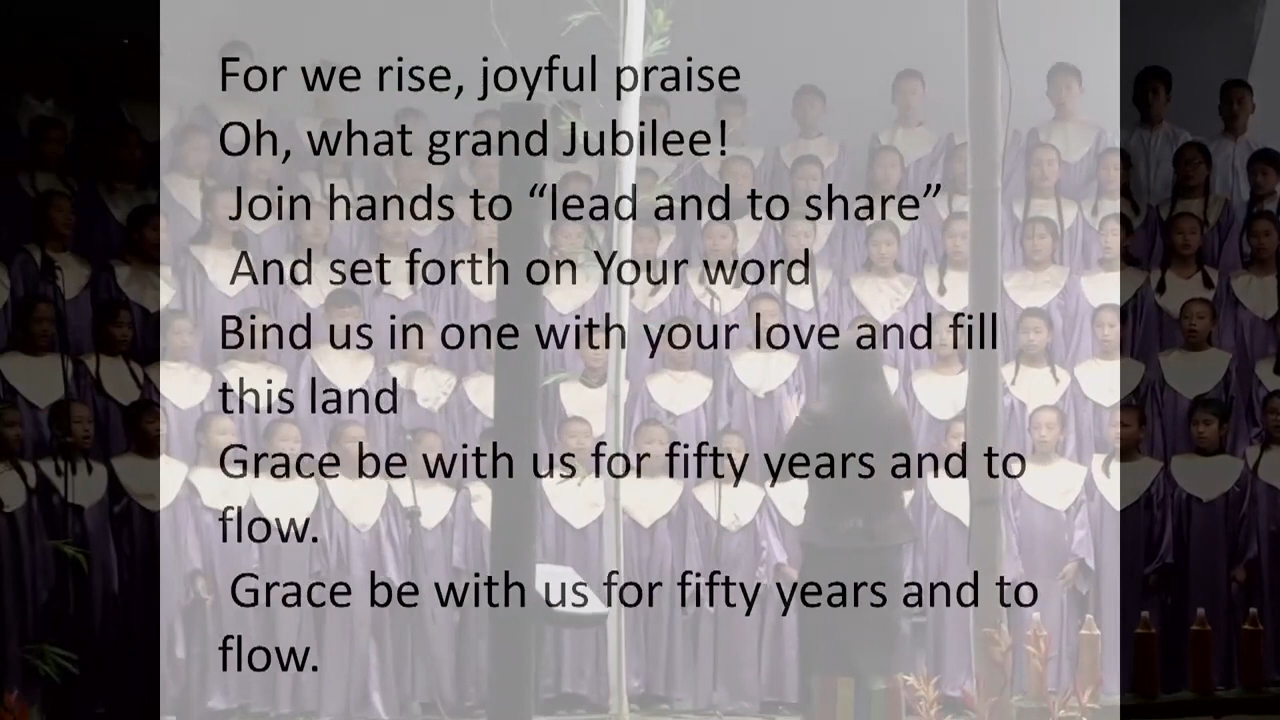 For we rise, joyful praise
Oh, what grand Jubilee!
Join hands to “lead and to share”
And set forth on Your word
Bind us in one with your love and fill
this land
Grace be with us for fifty years and to
flow.
Grace be with us for fifty years and to
flow.